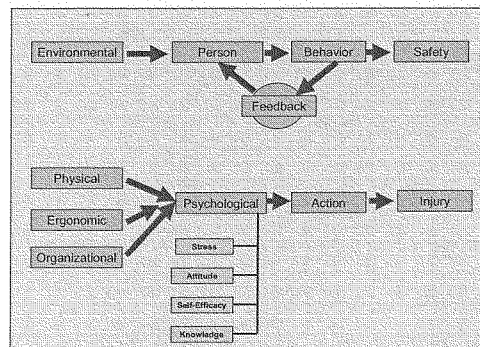 Environmental
Person
Behavior
Safety
Feedback
Physical
Ergonomic
Organizational
Psychological
Action
Injury
Stress
Attitude
Self-Efficacy
Knowledge